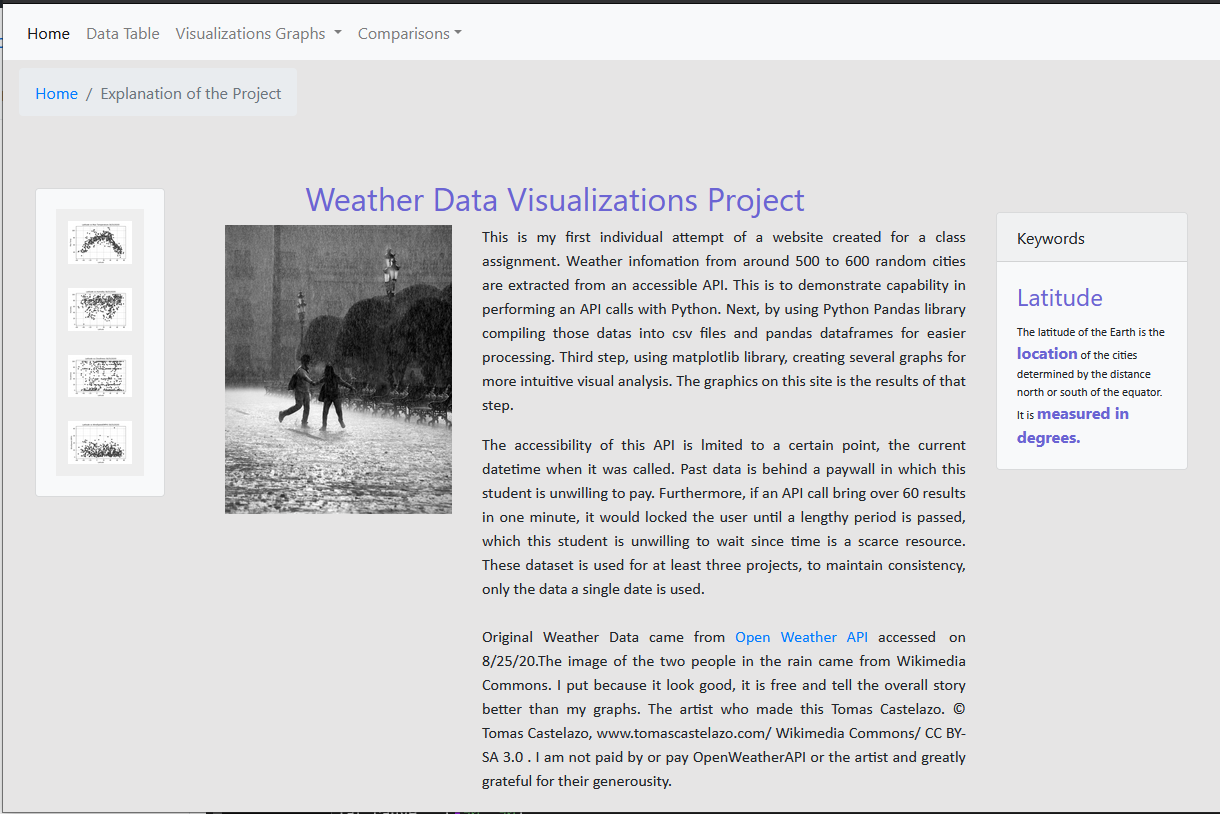 Home Data Table Visualizations Graphs Comparisons
Home / Explanation of the Project
Weather Data Visualizations Project
This is my first individual attempt of a website created for a class
assignment. Weather infomation from around 500 to 600 random cities
are extracted from an accessible API. This is to demonstrate capability in
performing an API calls with Python. Next, by using Python Pandas library
compiling those datas into csv files and pandas dataframes for easier
processing. Third step, using matplotlib library, creating several graphs for
more intuitive visual analysis. The graphics on this site is the results of that
step.
The accessibility of this API is lmited to a certain point, the current
datetime when it was called. Past data is behind a paywall in which this
student is unwilling to pay. Furthermore, if an API call bring over 60 results
in one minute, it would locked the user until a lengthy period is passed,
which this student is unwilling to wait since time is a scarce resource.
These dataset is used for at least three projects, to maintain consistency,
only the data a single date is used.
Original Weather Data came from Open Weather API accessed on
8/25/20.The image of the two people in the rain came from Wikimedia
Commons. I put because it look good, it is free and tell the overall story
better than my graphs. The artist who made this Tomas Castelazo. ©
Tomas Castelazo, www.tomascastelazo.com/ Wikimedia Commons/ CC BY-
SA 3.0 . I am not paid by or pay OpenWeatherAPI or the artist and greatly
grateful for their generousity.
Keywords
Latitude
The latitude of the Earth is the
location of the cities
determined by the distance
north or south of the equator.
It is measured in
degrees.